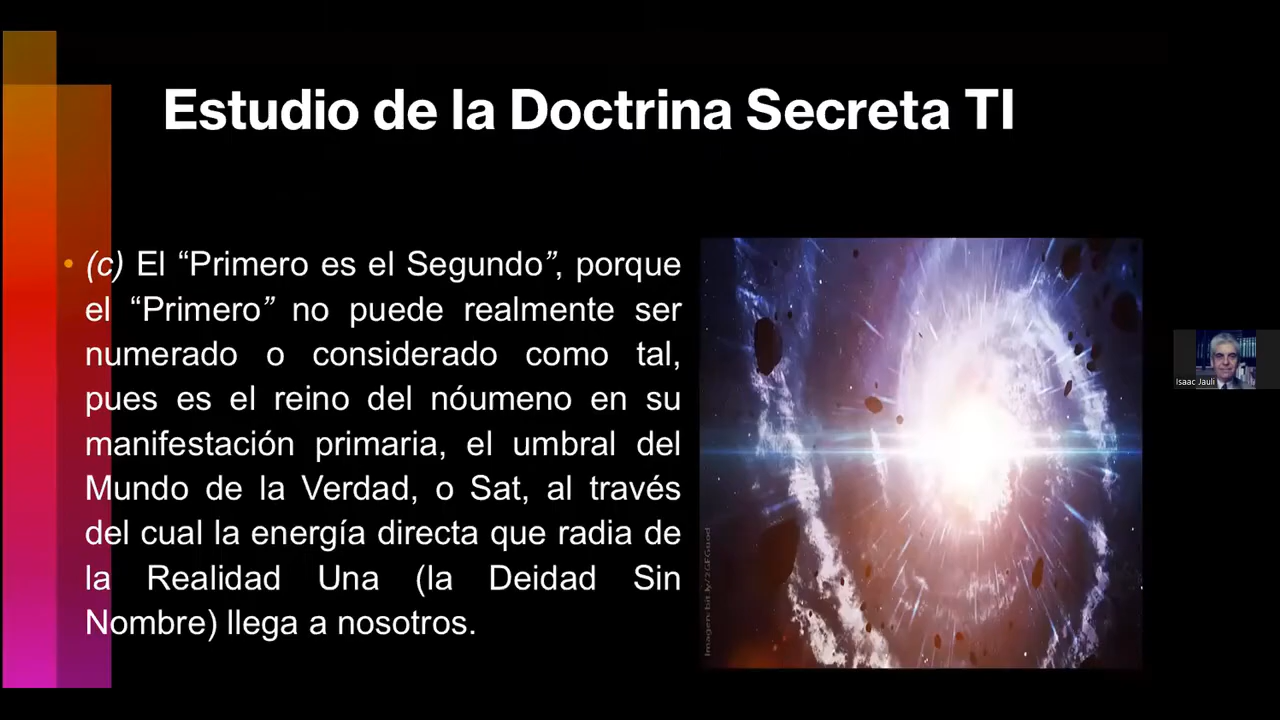 Estudio de la Doctrina Secreta TI
• (c) El “Primero es el Segundo”, porque
el “Primero” no puede realmente ser
numerado o considerado como tal,
pues es el reino del nóumeno en su
manifestación primaria, el umbral del
Mundo de la Verdad, o Sat, al través
del cual la energía directa que radia de
la Realidad Una (la Deidad Sin
Nombre) llega a nosotros.
Imagen: bit.ly/
Isaac Jauli